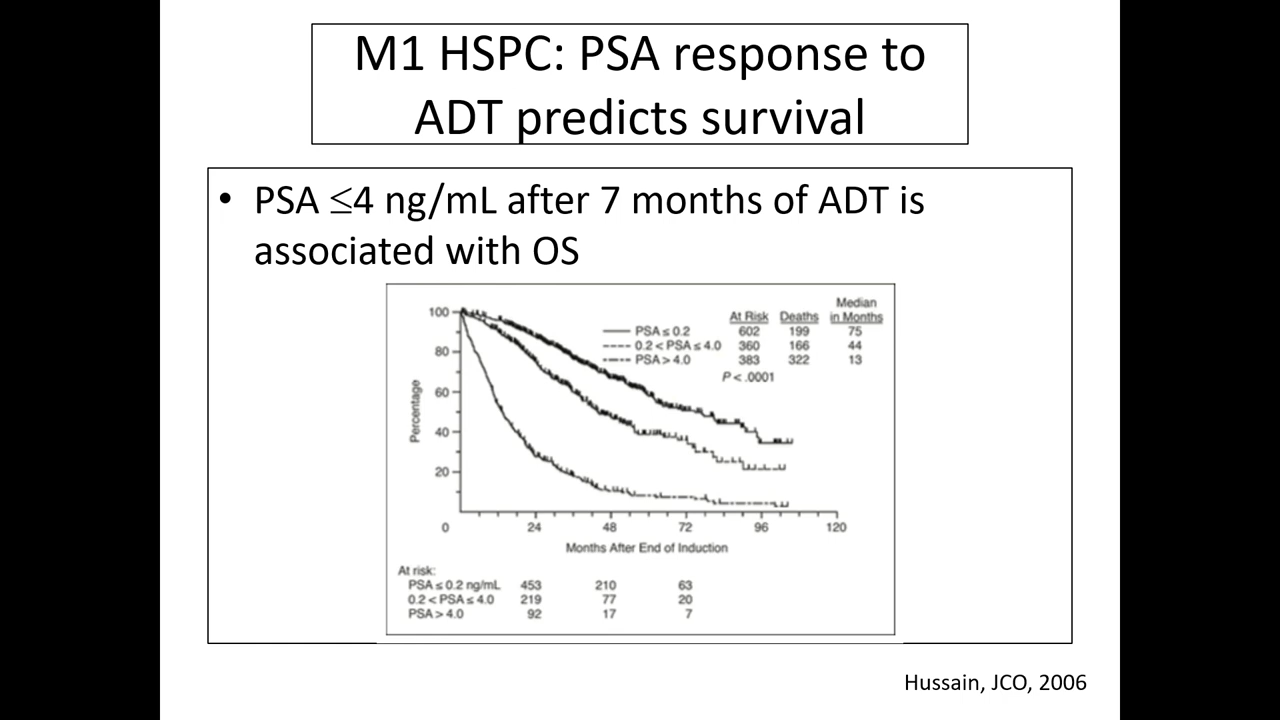 M1 HSPC: PSA response to
ADT predicts survival
• PSA ≤4 ng/mL after 7 months of ADT is
associated with OS
Median
At Risk Deaths in Months
PSA ≤ 0.2 602 199 75
0.2 < PSA ≤ 4.0 360 166 44
PSA > 4.0 383 322 13
P < .0001
100
80
60
40
20
Percentage
0 24 48 72 96 120
Months After End of Induction
At risk:
PSA ≤ 0.2 ng/mL 453 210 63
0.2 < PSA ≤ 4.0 219 77 20
PSA > 4.0 92 17 7
Hussain, JCO, 2006